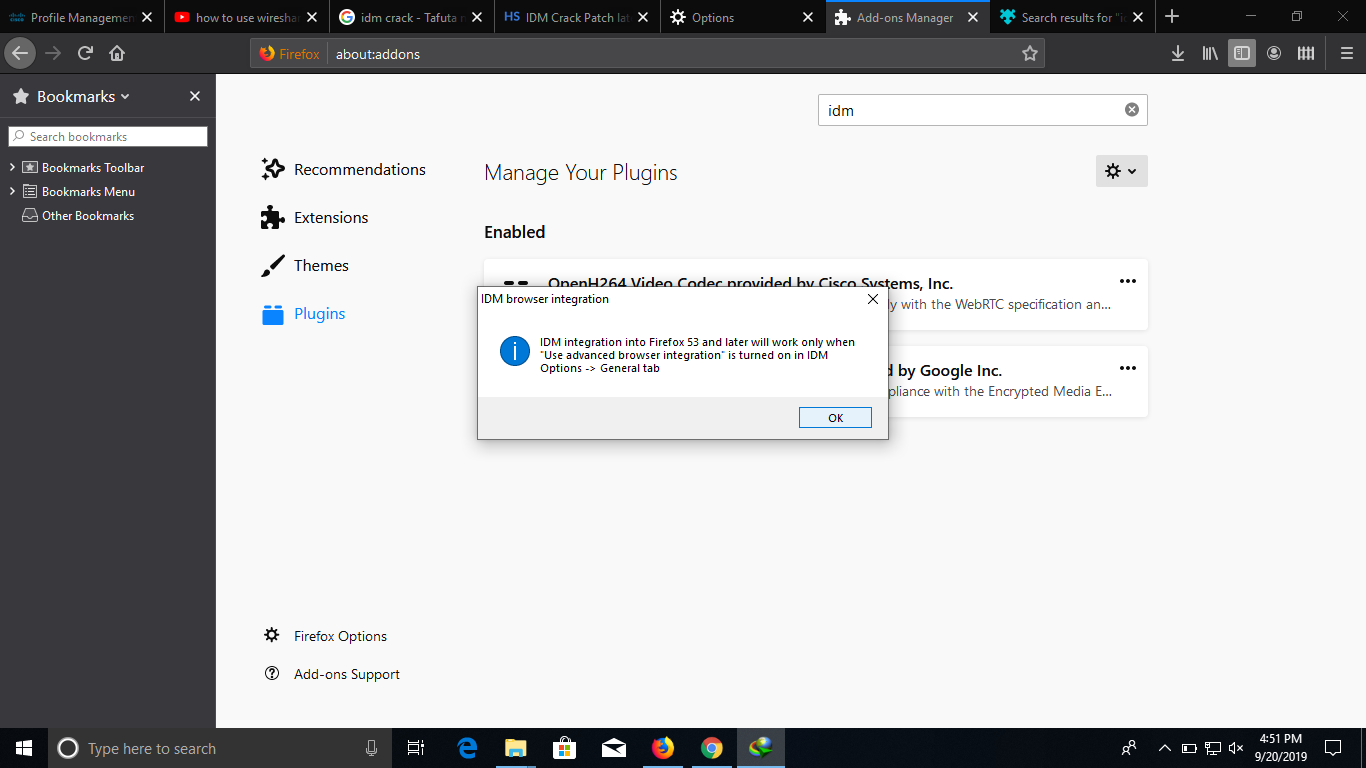 Profile Managemen
how to use wireshar
idm crack - Tafuta n
HS IDM Crack Patch lat
Options
Add-ons Manager
Search results for "id
Firefox
about:addons
Bookmarks
Search bookmarks
Bookmarks Toolbar
Bookmarks Menu
Other Bookmarks
idm
Recommendations
Extensions
Themes
Plugins
Manage Your Plugins
Enabled
OpenH264 Video Codec provided by Cisco Systems, Inc.
y with the WebRTC specification an...
d by Google Inc.
pliance with the Encrypted Media E...
IDM browser integration
IDM integration into Firefox 53 and later will work only when
"Use advanced browser integration" is turned on in IDM
Options -> General tab
OK
Firefox Options
Add-ons Support
Type here to search
4:51 PM
9/20/2019